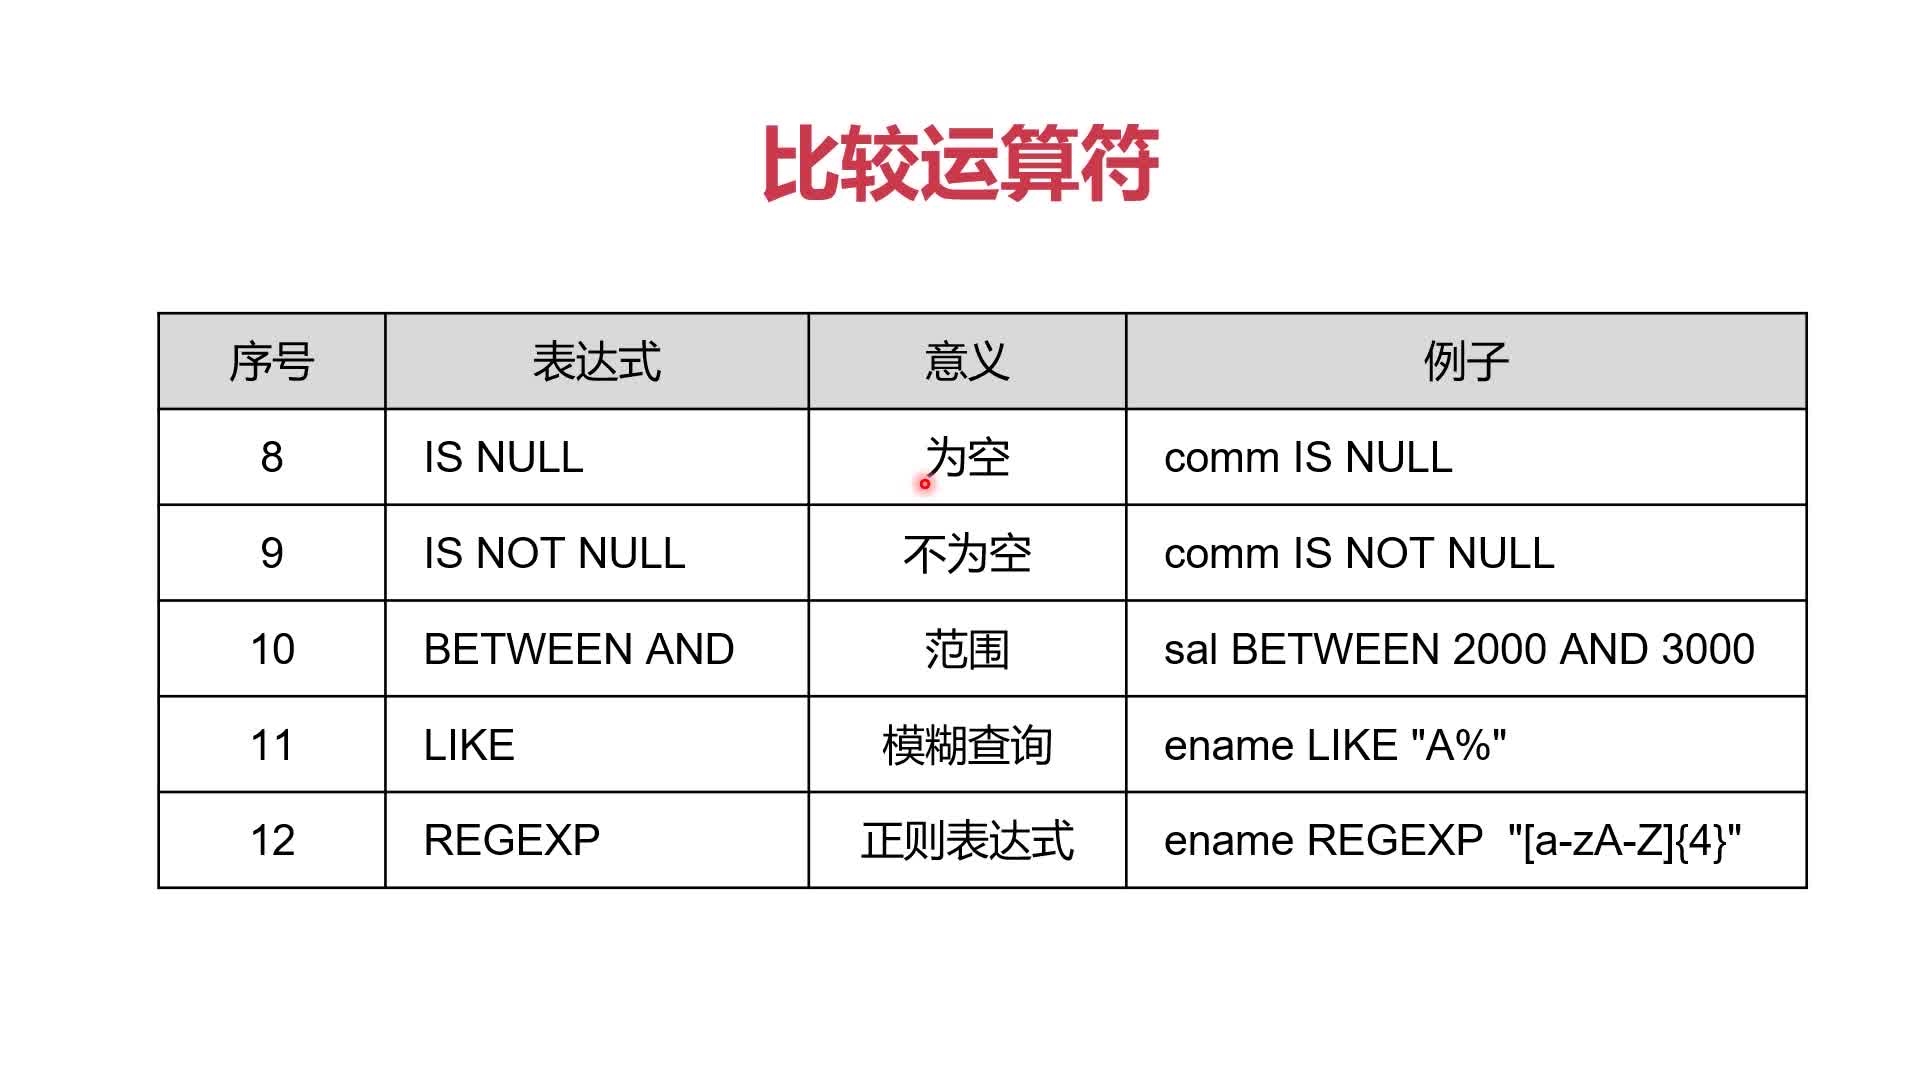 比较运算符
序号 表达式 意义 例子
8 IS NULL 为空 comm IS NULL
9 IS NOT NULL 不为空 comm IS NOT NULL
10 BETWEEN AND 范围 sal BETWEEN 2000 AND 3000
11 LIKE 模糊查询 ename LIKE "A%"
12 REGEXP 正则表达式 ename REGEXP "[a-zA-Z]{4}"